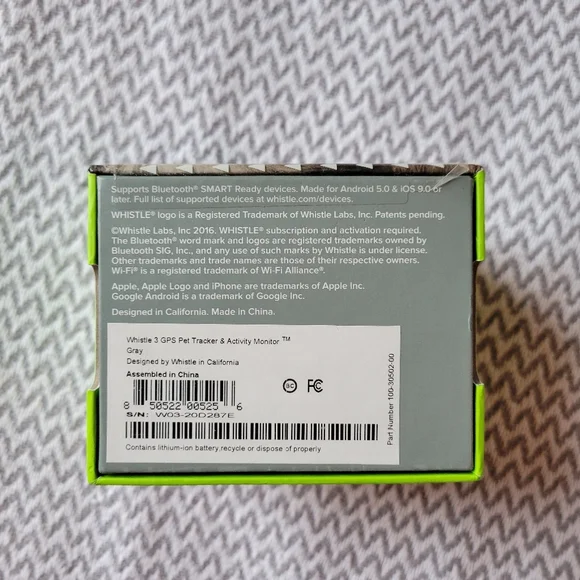 Supports Bluetooth® SMART Ready devices. Made for Android 5.0 & iOS 9.0 or
later. Full list of supported devices at whistle.com/devices.
WHISTLE® logo is a Registered Trademark of Whistle Labs, Inc. Patents pending.
©Whistle Labs, Inc 2016. WHISTLE® subscription and activation required.
The Bluetooth® word mark and logos are registered trademarks owned by
Bluetooth SIG, Inc., and any use of such marks by Whistle is under license.
Other trademarks and trade names are those of their respective owners.
Wi-Fi® is a registered trademark of Wi-Fi Alliance®.
Apple, Apple Logo and iPhone are trademarks of Apple Inc.
Google Android is a trademark of Google Inc.
Designed in California. Made in China.
Whistle 3 GPS Pet Tracker & Activity Monitor ™
Gray
Designed by Whistle in California
Assembled in China
FC
8 50522 00525 6
S/N: W03-20D287E
Contains lithium-ion battery,recycle or dispose of properly
Part Number 100-30502-00